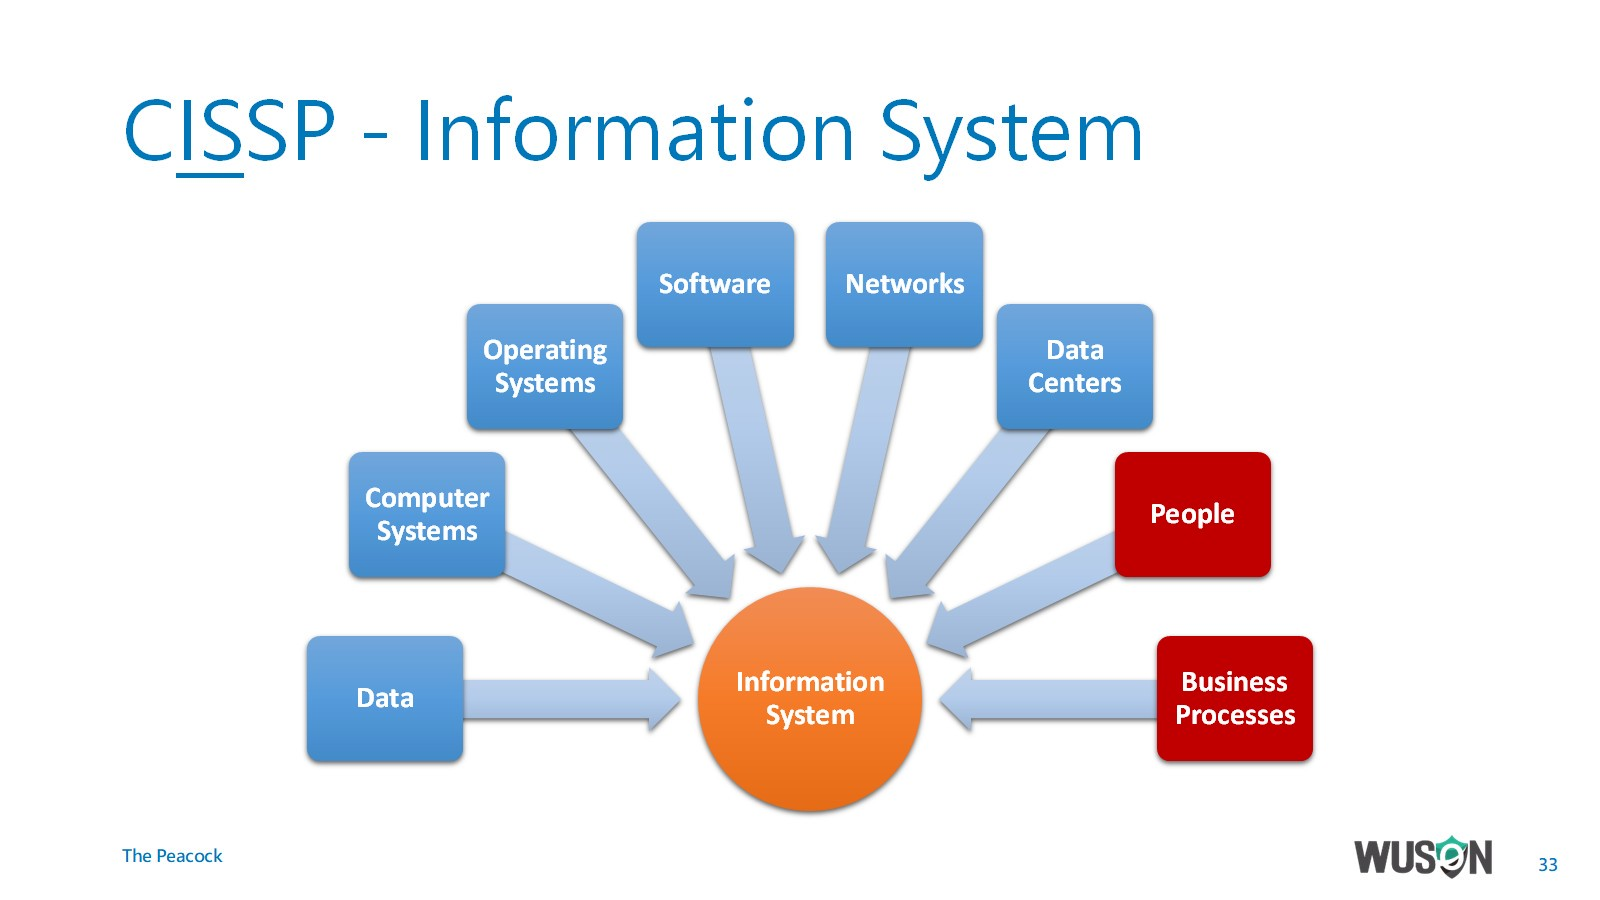 CISSP - Information System
Software
Networks
Operating
Systems
Data
Centers
Computer
Systems
People
Data
Information
System
Business
Processes
The Peacock
WUSON
33